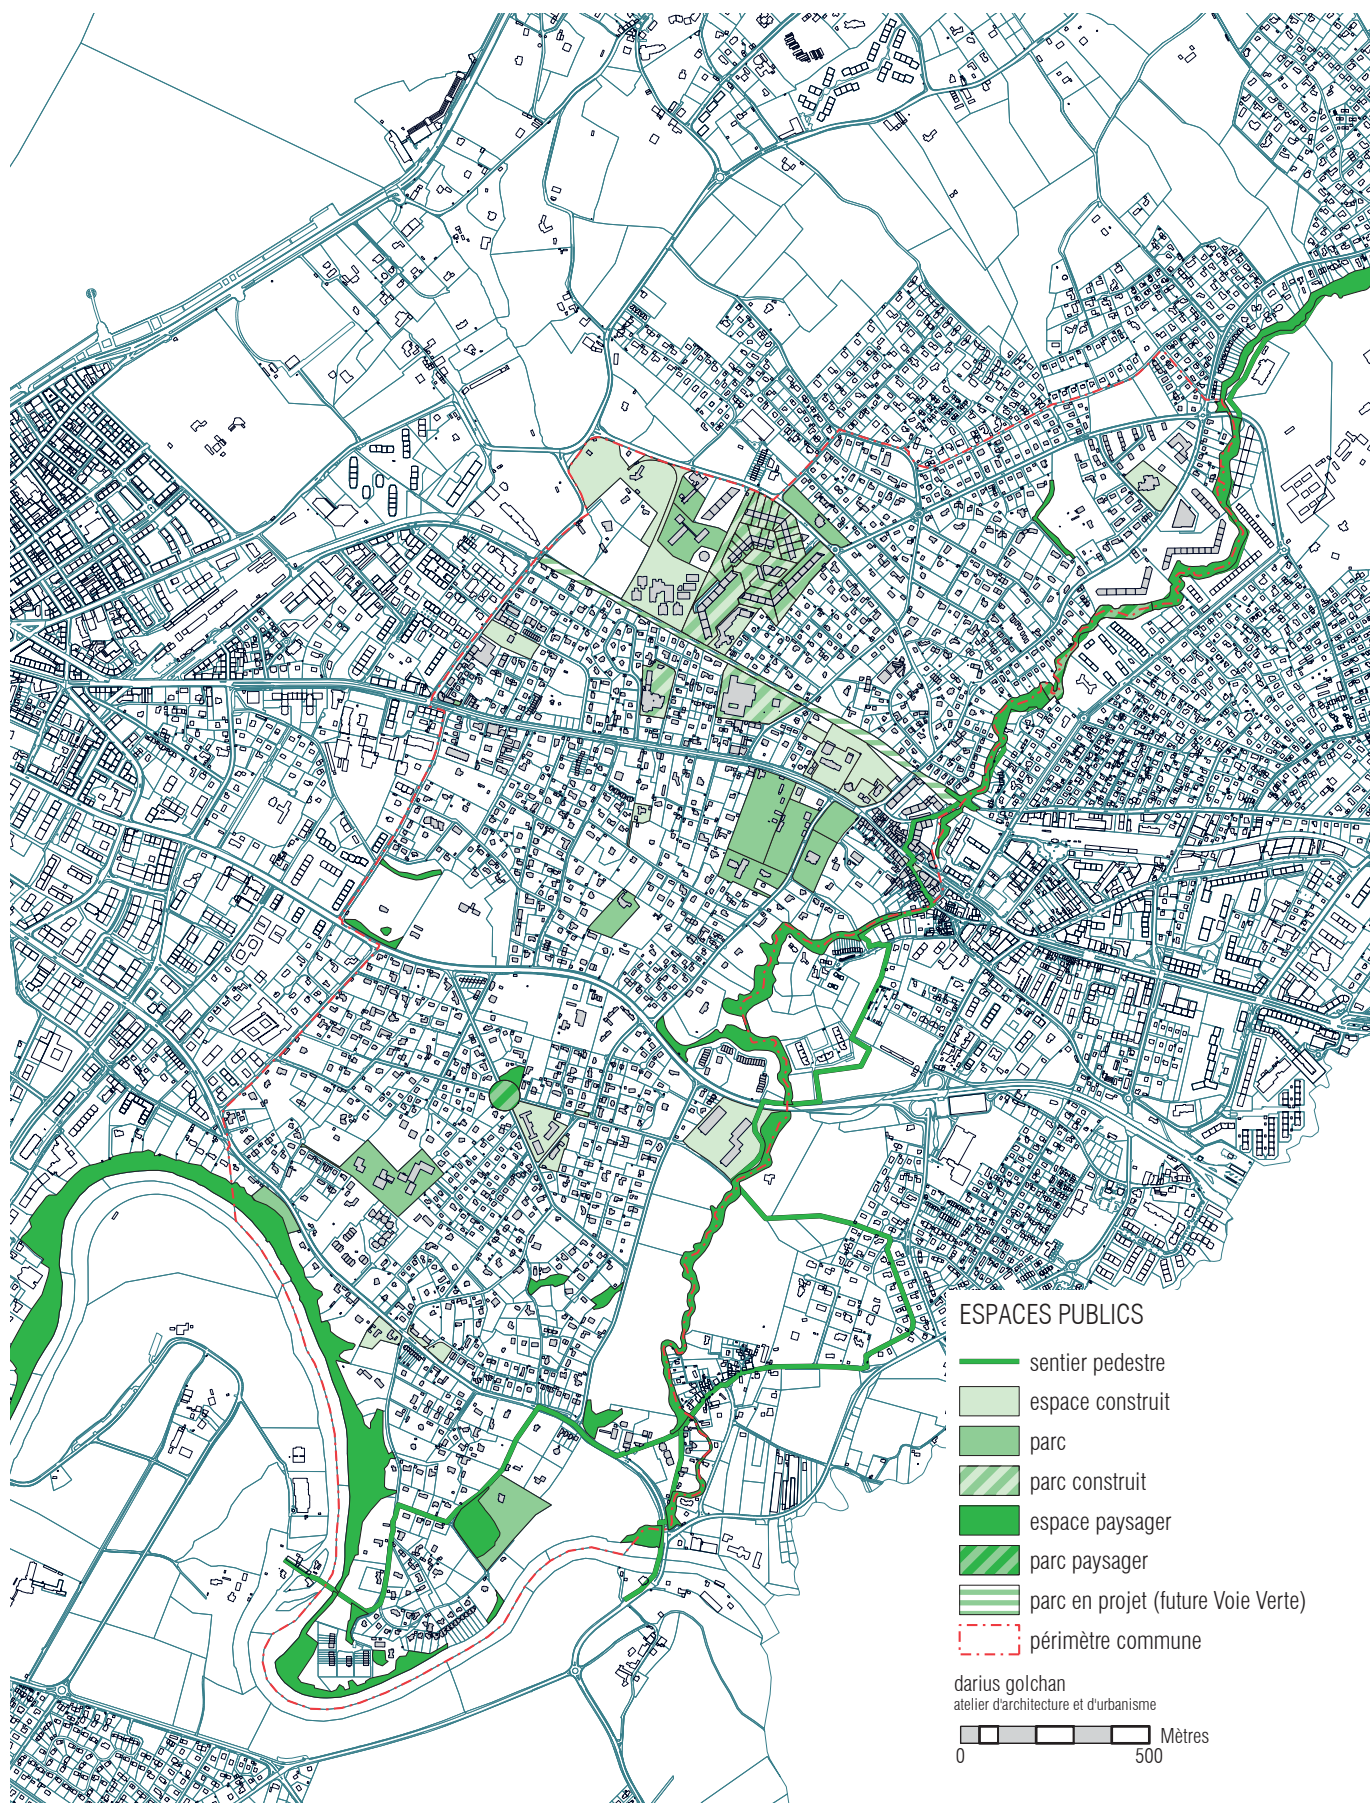 ESPACES PUBLICS
sentier pedestre
espace construit
parc
parc construit
espace paysager
parc paysager
parc en projet (future Voie Verte)
périmètre commune
darius golchan
atelier d'architecture et d'urbanisme
Mètres
0 500